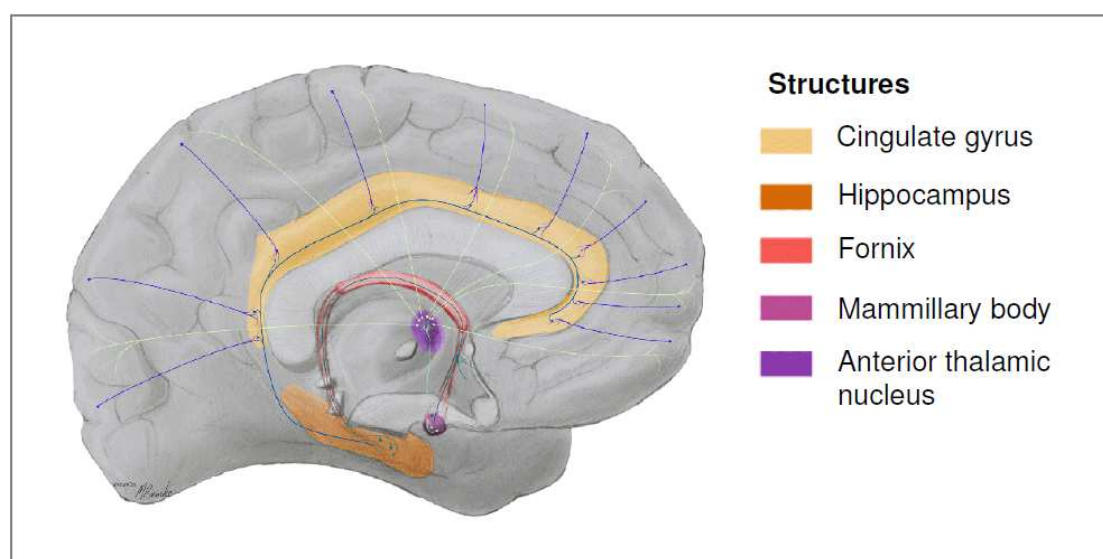 Structures
Cingulate gyrus
Hippocampus
Fornix
Mammillary body
Anterior thalamic
nucleus